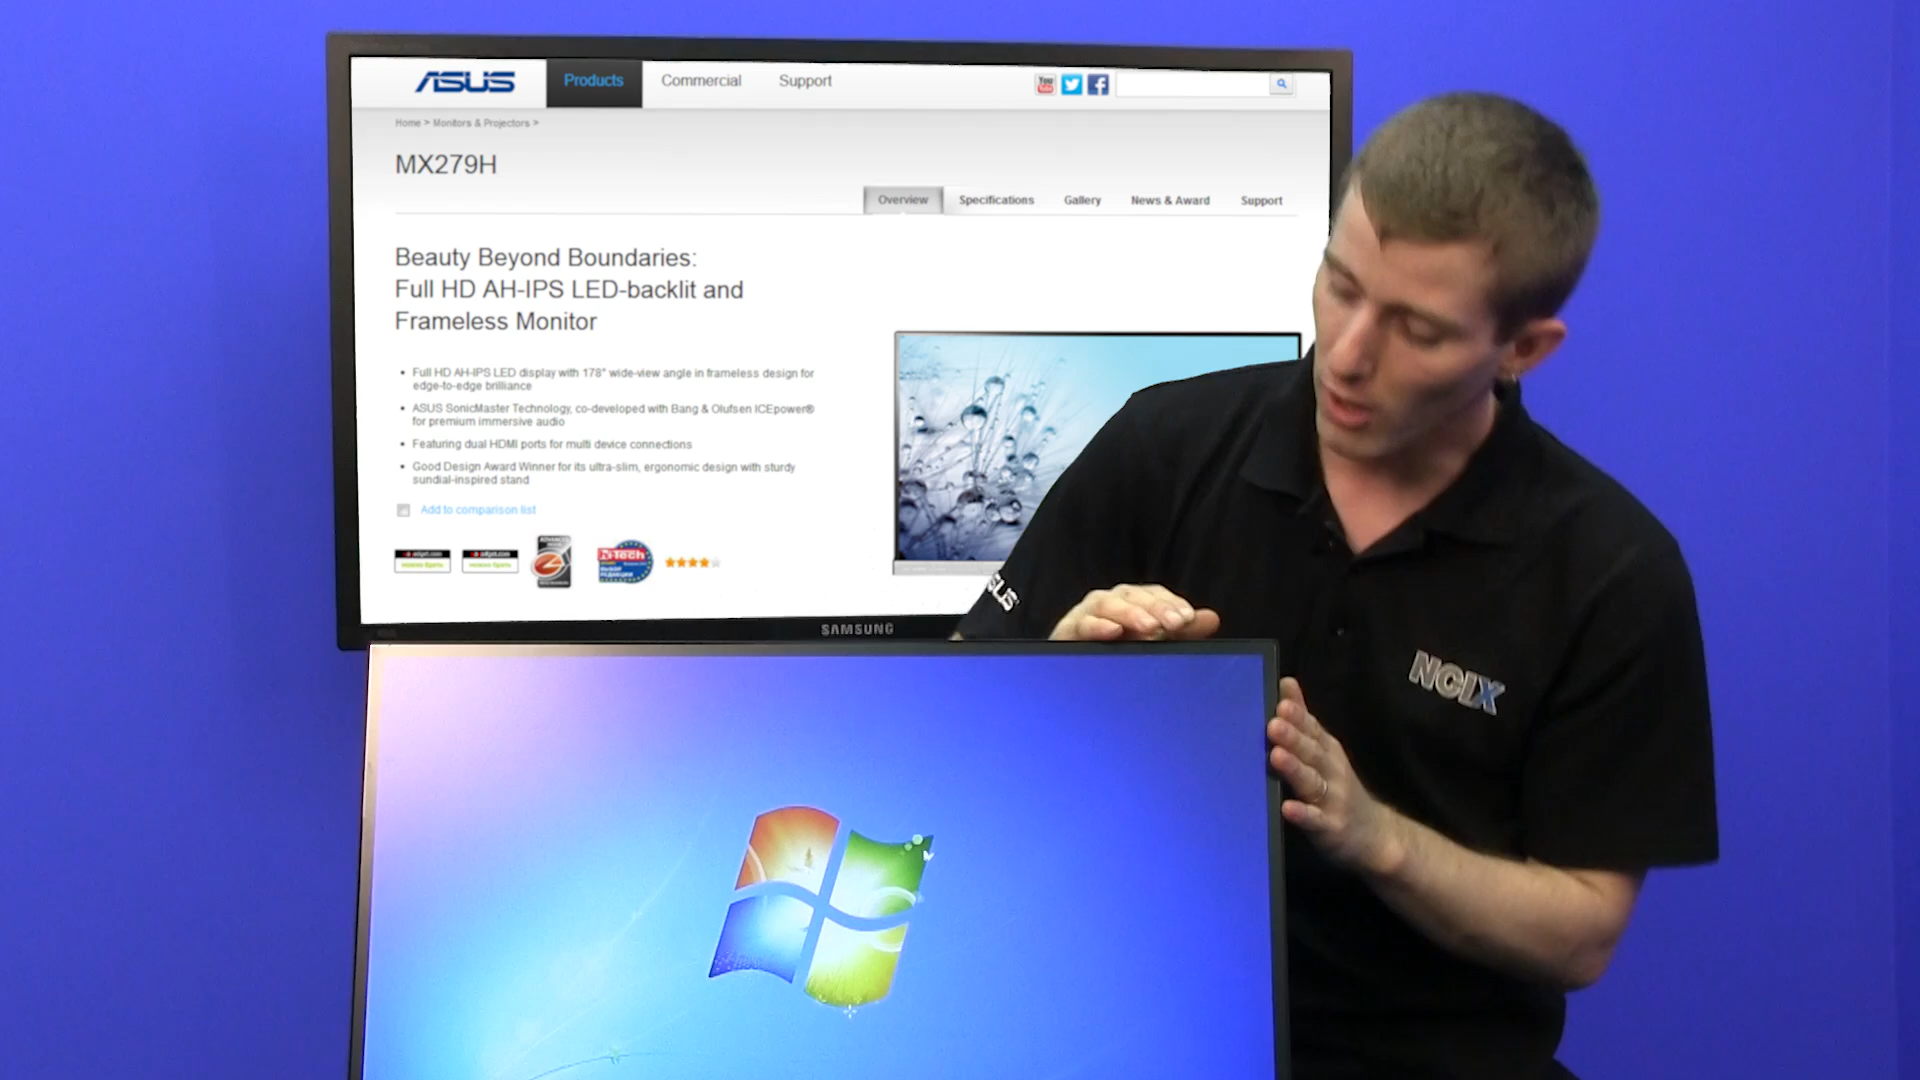 ASUS Products Commercial Support
Home > Monitors & Projectors >
MX279H
Overview Specifications Gallery News & Award Support
Beauty Beyond Boundaries:
Full HD AH-IPS LED-backlit and
Frameless Monitor
• Full HD AH-IPS LED display with 178° wide-view angle in frameless design for
edge-to-edge brilliance
• ASUS SonicMaster Technology, co-developed with Bang & Olufsen ICEpower®
for premium immersive audio
• Featuring dual HDMI ports for multi device connections
• Good Design Award Winner for its ultra-slim, ergonomic design with sturdy
sundial-inspired stand
Add to comparison list
Hi-Tech
SAMSUNG
SUS
NCIX